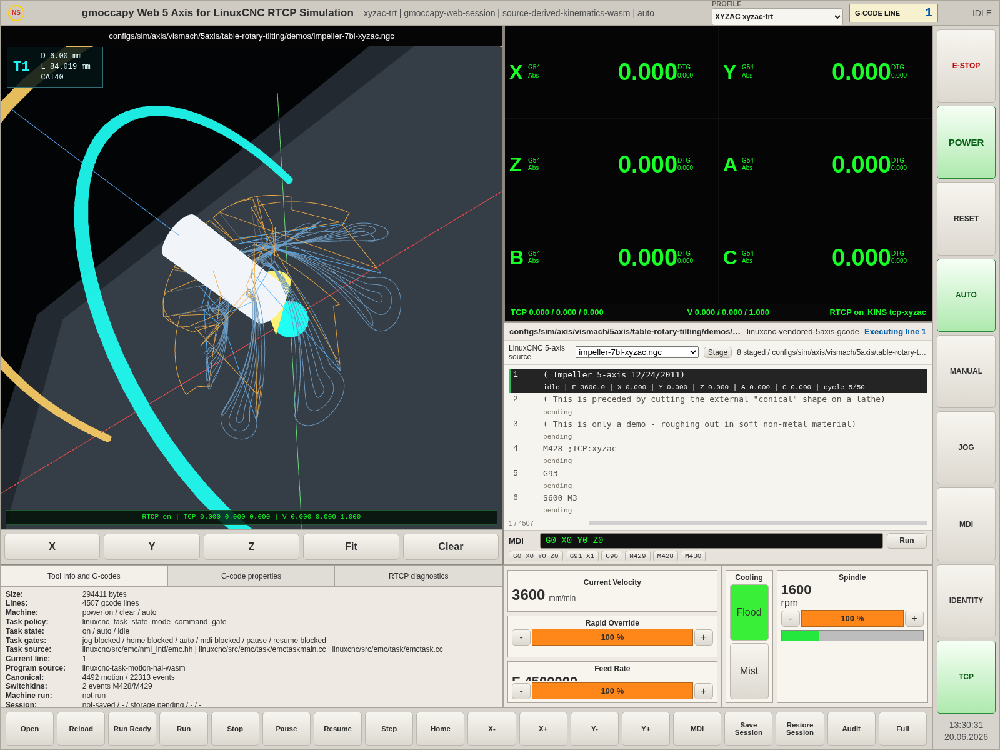 NS
gmoccapy Web 5 Axis for LinuxCNC RTCP Simulation
xyzac-trt | gmoccapy-web-session | source-derived-kinematics-wasm | auto
PROFILE
XYZAC xyzac-trt
G-CODE LINE 1
IDLE
configs/sim/axis/vismach/5axis/table-rotary-tilting/demos/impeller-7bl-xyzac.ngc
T1
D 6.00 mm
L 84.019 mm
CAT40
RTCP on | TCP 0.000 0.000 0.000 | V 0.000 0.000 1.000
X Y Z Fit Clear
X G54 Abs 0.000 DTG 0.000
Y G54 Abs 0.000 DTG 0.000
Z G54 Abs 0.000 DTG 0.000
A G54 Abs 0.000 DTG 0.000
B G54 Abs 0.000 DTG 0.000
C G54 Abs 0.000 DTG 0.000
TCP 0.000 / 0.000 / 0.000 V 0.000 / 0.000 / 1.000 RTCP on KINS tcp-xyzac
configs/sim/axis/vismach/5axis/table-rotary-tilting/demos/... linuxcnc-vendored-5axis-gcode Executing line 1
LinuxCNC 5-axis source
impeller-7bl-xyzac.ngc
Stage
8 staged / configs/sim/axis/vismach/5axis/table-rotary-t...
1 ( Impeller 5-axis 12/24/2011)
idle | F 3600.0 | X 0.000 | Y 0.000 | Z 0.000 | A 0.000 | C 0.000 | cycle 5/50
2 ( This is preceded by cutting the external "conical" shape on a lathe)
pending
3 ( This is only a demo - roughing out in soft non-metal material)
pending
4 M428 ;TCP:xyzac
pending
5 G93
pending
6 S600 M3
pending
1 / 4507
MDI G0 X0 Y0 Z0 Run
G0 X0 Y0 Z0 G91 X1 G90 M429 M428 M430
Tool info and G-codes G-code properties RTCP diagnostics
Size: 294411 bytes
Lines: 4507 gcode lines
Machine: power on / clear / auto
Task policy: linuxcnc_task_state_mode_command_gate
Task state: on / auto / idle
Task gates: jog blocked / home blocked / auto / mdi blocked / pause / resume blocked
Task source: linuxcnc/src/emc/nml_intf/emc.hh | linuxcnc/src/emc/task/emctaskmain.cc | linuxcnc/src/emc/task/emctask.cc
Current line: 1
Program source: linuxcnc-task-motion-hal-wasm
Canonical: 4492 motion / 22313 events
Switchkins: 2 events M428/M429
Machine run: not run
Session: not-saved / - / storage pending / - / -
Current Velocity
3600 mm/min
Rapid Override
- 100 % +
Feed Rate
F 4500000
- 100 % +
Cooling
Flood
Mist
Spindle
1600
rpm
- 100 % +
E-STOP
POWER
RESET
AUTO
MANUAL
JOG
MDI
IDENTITY
TCP
Open Reload Run Ready Run Stop Pause Resume Step Home X- X+ Y- Y+ MDI Save Session Restore Session Audit Full
13:30:31
20.06.2026